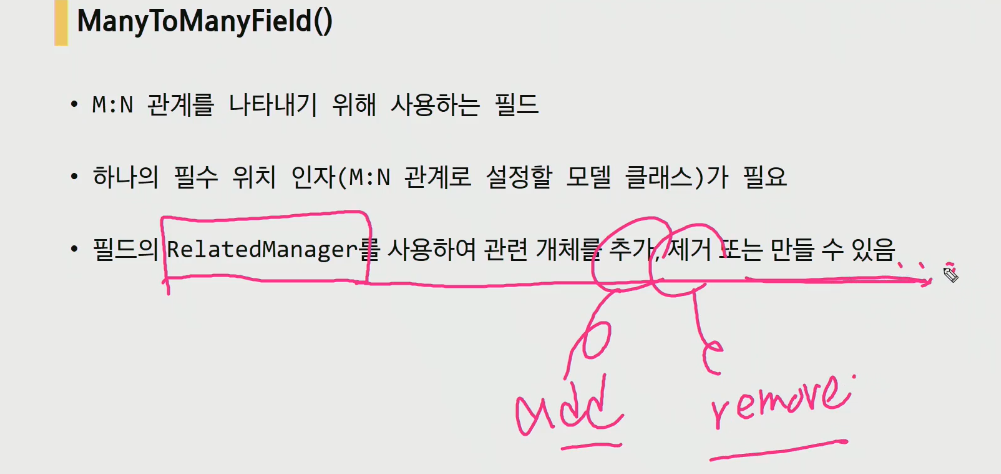 ManyToManyField()
• M:N 관계를 나타내기 위해 사용하는 필드
• 하나의 필수 위치 인자(M:N 관계로 설정할 모델 클래스)가 필요
• 필드의 RelatedManager를 사용하여 관련 개체를 추가, 제거 또는 만들 수 있음
add remove